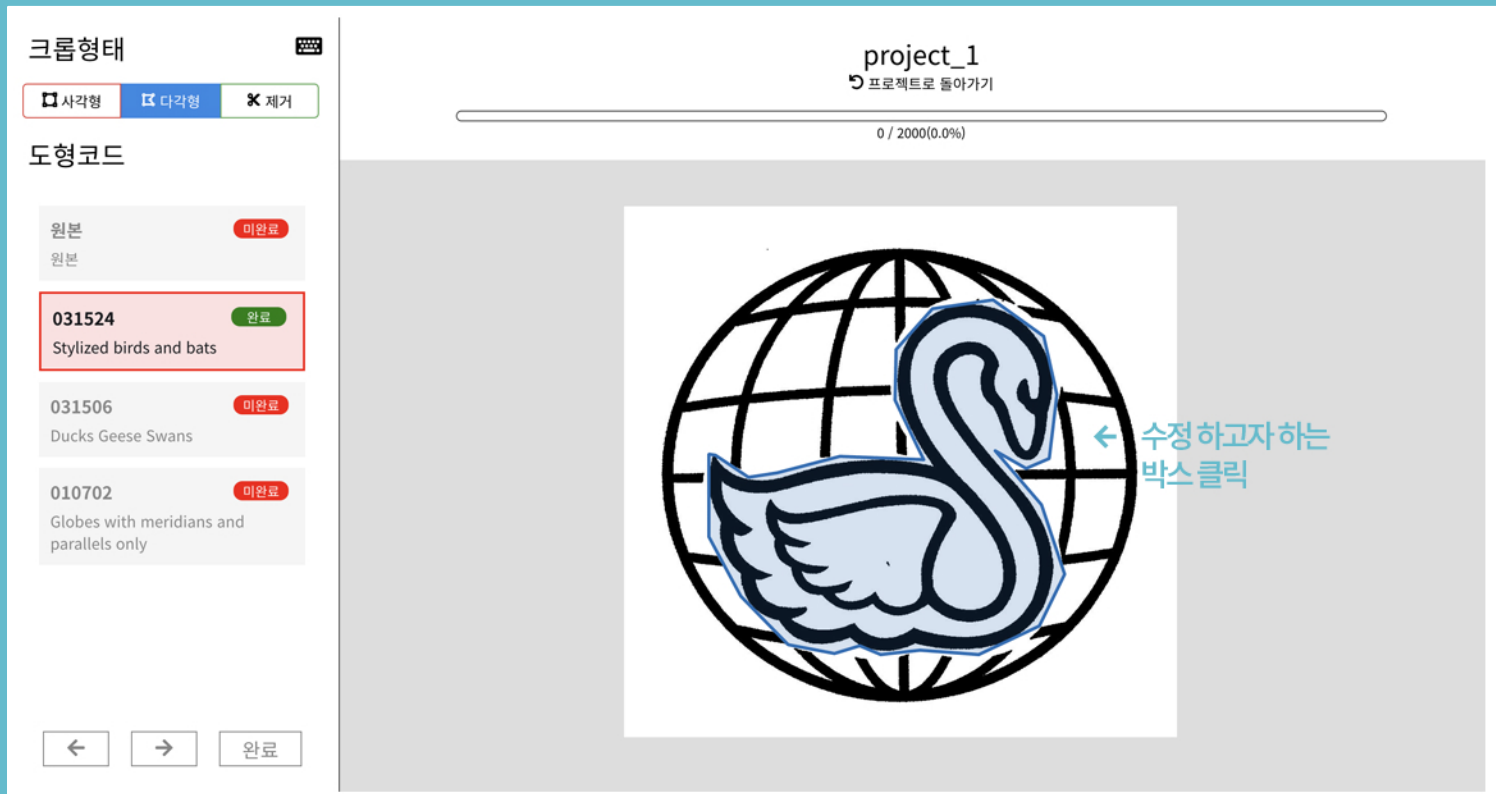 크롭형태
사각형
다각형
제거
도형코드
원본
미완료
원본
031524
완료
Stylized birds and bats
031506
미완료
Ducks Geese Swans
010702
미완료
Globes with meridians and
parallels only
완료
project_1
프로젝트로 돌아가기
0 / 2000(0.0%)
수정 하고자 하는
박스 클릭